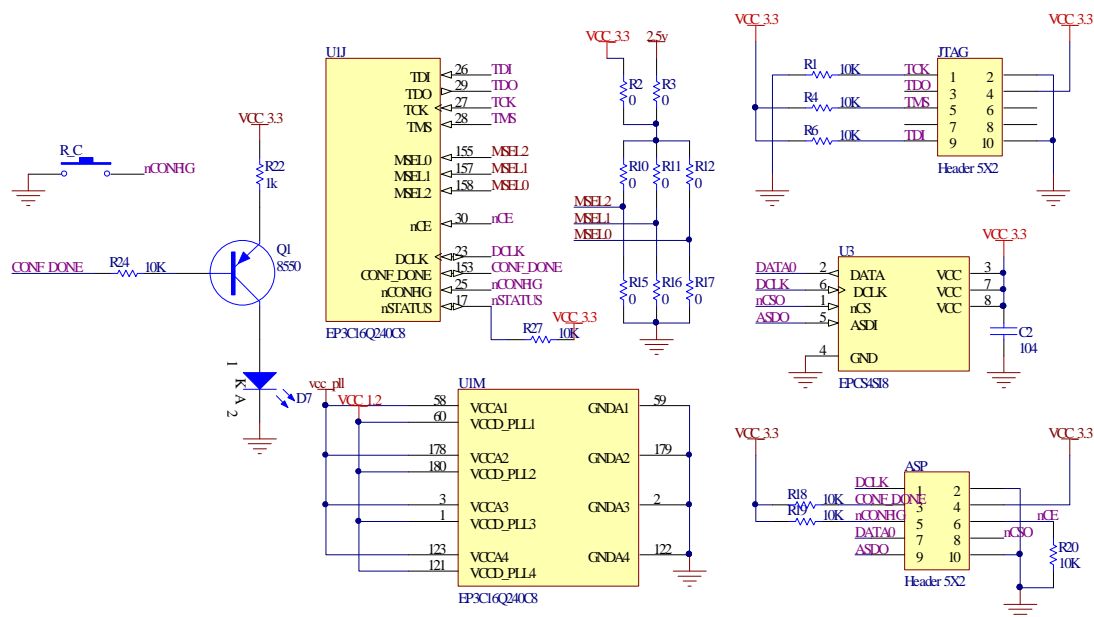 R_C
nCONFIG
VCC_3.3
R22
1k
Q1
8550
CONF_DONE
R24
10K
1
K
A
2
D7
U1J
TDI 26 TDI
TDO 29 TDO
TCK 27 TCK
TMS 28 TMS
MSEL0 155 MSEL2
MSEL1 157 MSEL1
MSEL2 158 MSEL0
nCE 30 nCE
DCLK 23 DCLK
CONF_DONE 153 CONF_DONE
nCONFIG 25 nCONFIG
nSTATUS 17 nSTATUS
EP3C16Q240C8
VCC_3.3
R27
10K
VCC_3.3
2.5v
R2
0
R3
0
R10
0
R11
0
R12
0
MSEL2
MSEL1
MSEL0
R15
0
R16
0
R17
0
VCC_3.3
VCC_3.3
JTAG
R1 10K TCK 1 2
TDO 3 4
R4 10K TMS 5 6
7 8
R6 10K TDI 9 10
Header 5X2
VCC_3.3
U3
DATA0 2 DATA VCC 3
DCLK 6 DCLK VCC 7
nCSO 1 nCS VCC 8
ASDO 5 ASDI
4 GND
EPCS4SI8
C2
104
vcc_pll
VCC_1.2
U1M
58 VCCA1 GNDA1 59
60 VCCD_PLL1
178 VCCA2 GNDA2 179
180 VCCD_PLL2
3 VCCA3 GNDA3 2
1 VCCD_PLL3
123 VCCA4 GNDA4 122
121 VCCD_PLL4
EP3C16Q240C8
VCC_3.3
VCC_3.3
ASP
DCLK 1 2
R18 10K CONF_DONE 3 4
R19 10K nCONFIG 5 6 nCE
DATA0 7 8 nCSO
ASDO 9 10
Header 5X2
R20
10K